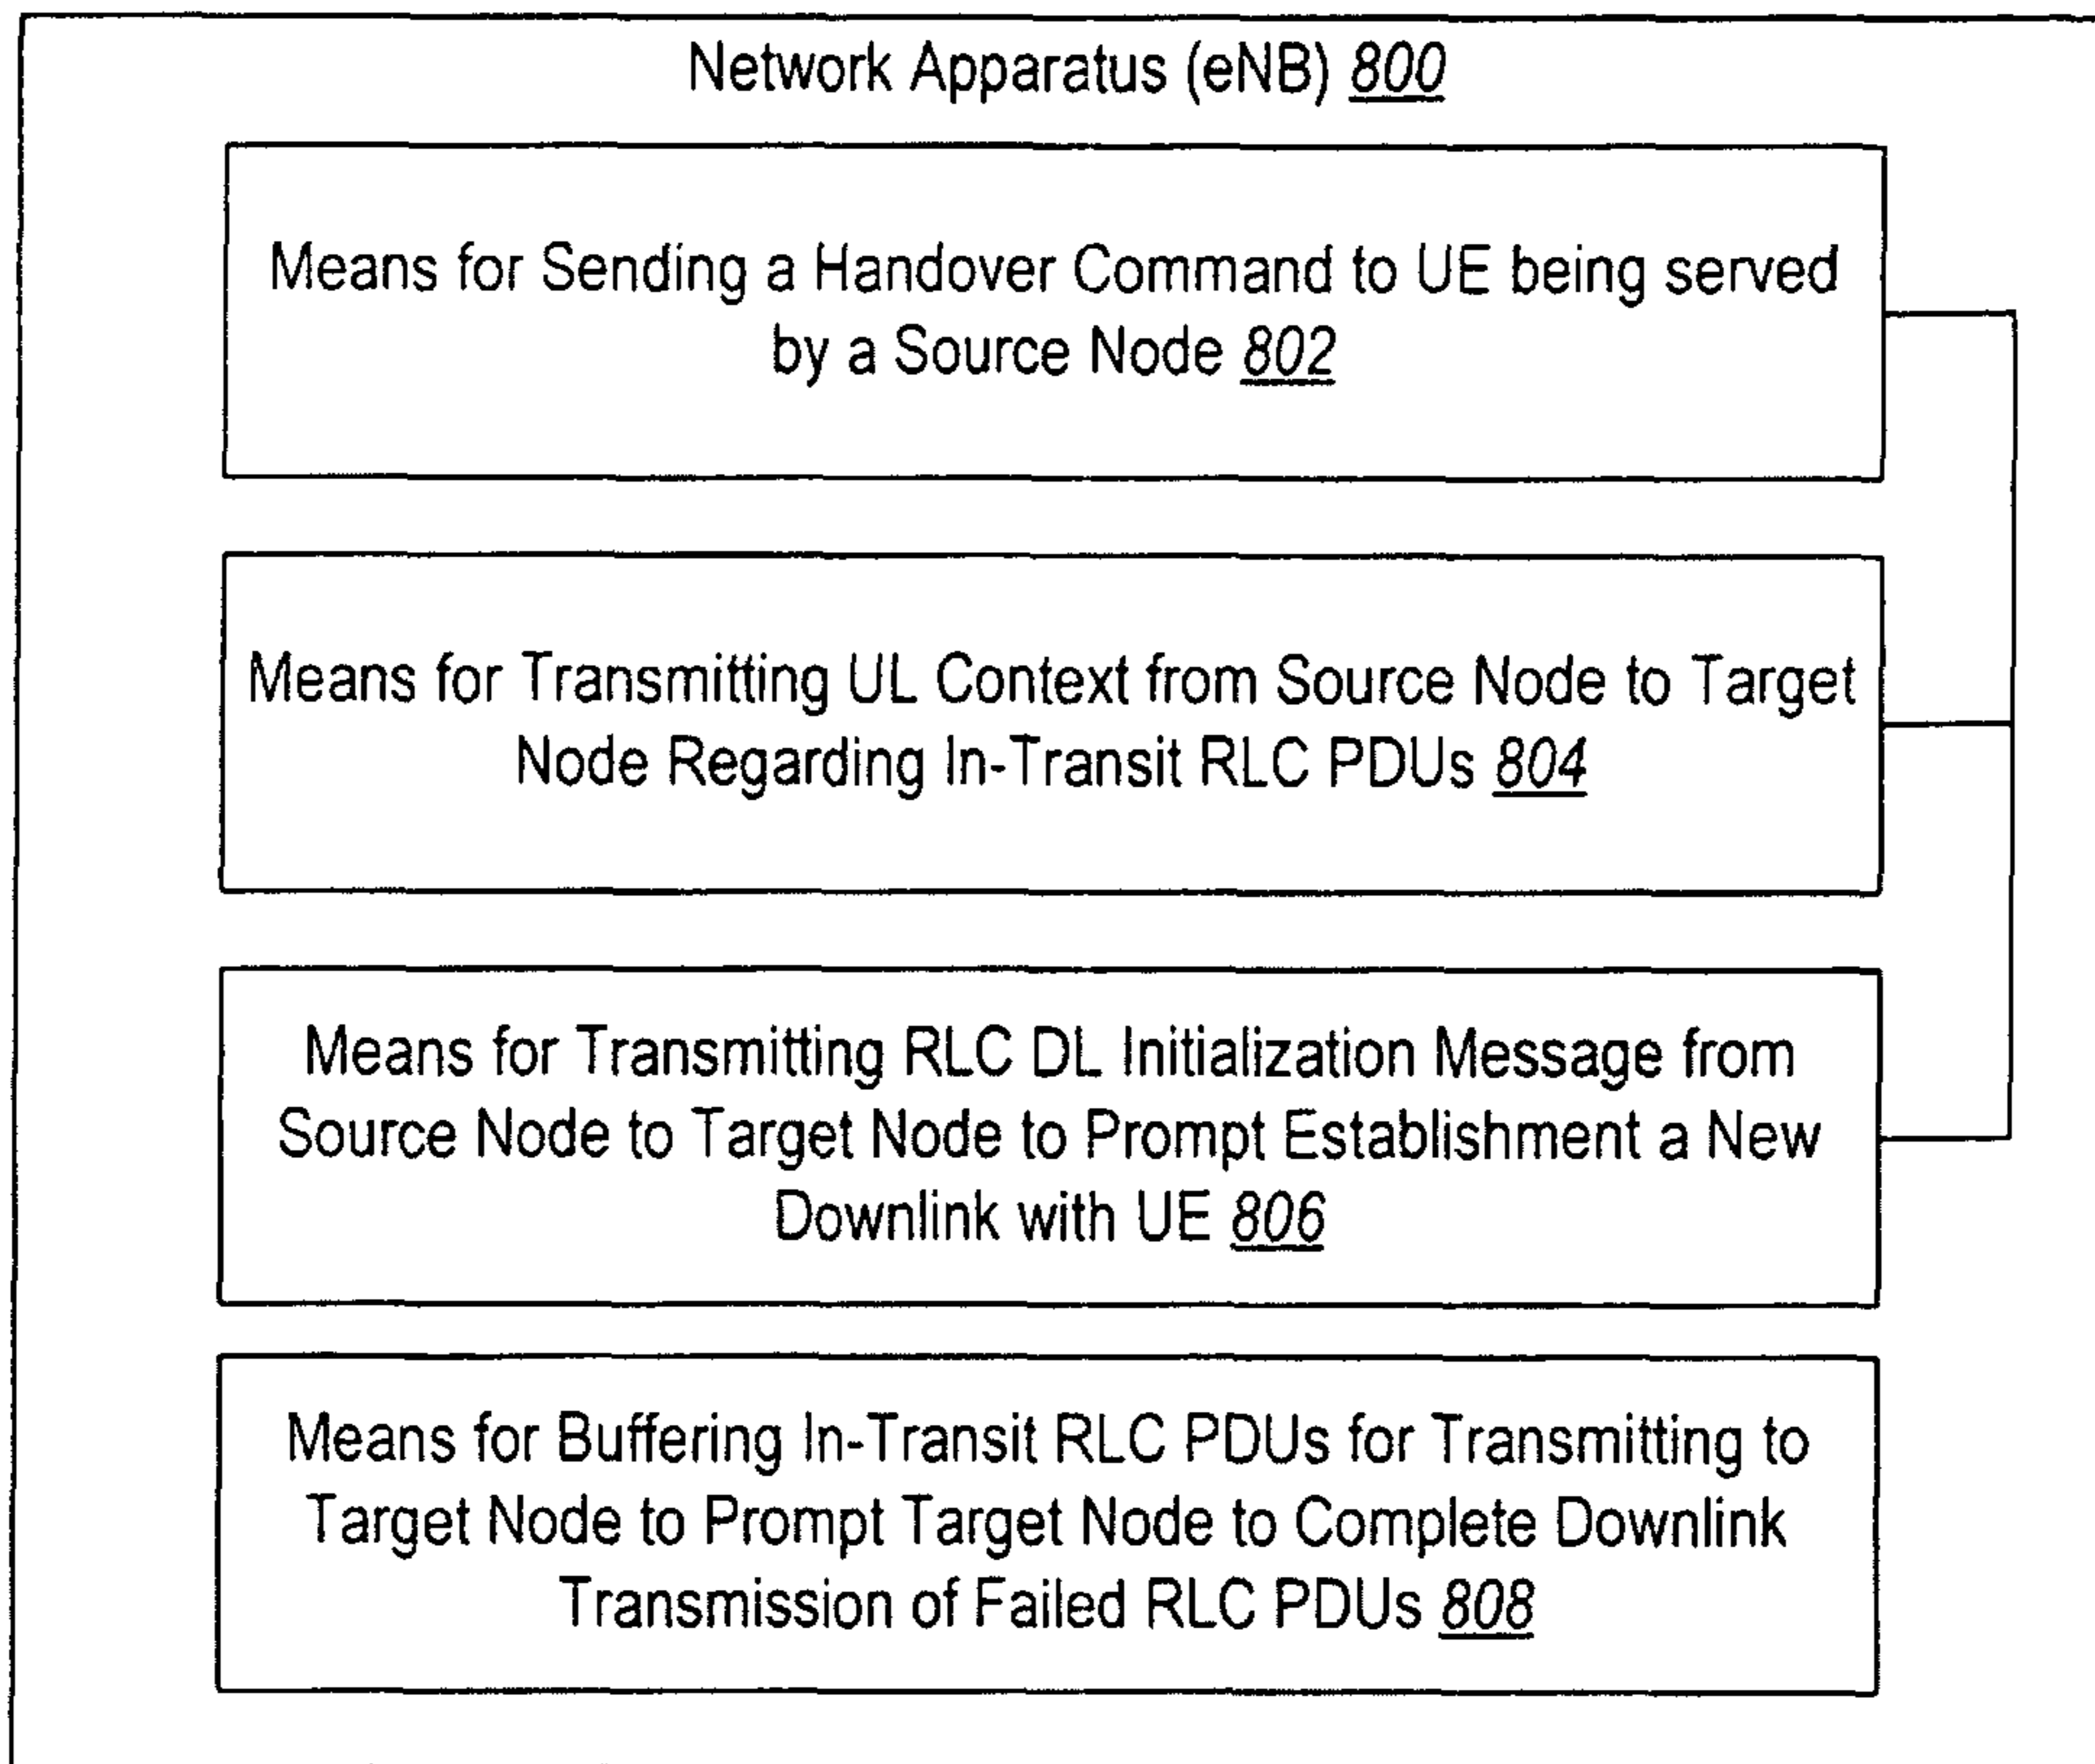 Network Apparatus (eNB) 800
Means for Sending a Handover Command to UE being served
by a Source Node 802
Means for Transmitting UL Context from Source Node to Target
Node Regarding In-Transit RLC PDUs 804
Means for Transmitting RLC DL Initialization Message from
Source Node to Target Node to Prompt Establishment a New
Downlink with UE 806
Means for Buffering In-Transit RLC PDUs for Transmitting to
Target Node to Prompt Target Node to Complete Downlink
Transmission of Failed RLC PDUs 808